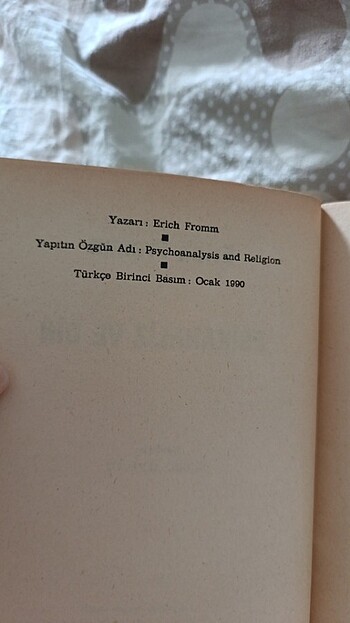 Yazarı : Erich Fromm
Yapıtın Özgün Adı : Psychoanalysis and Religion
Türkçe Birinci Basım : Ocak 1990